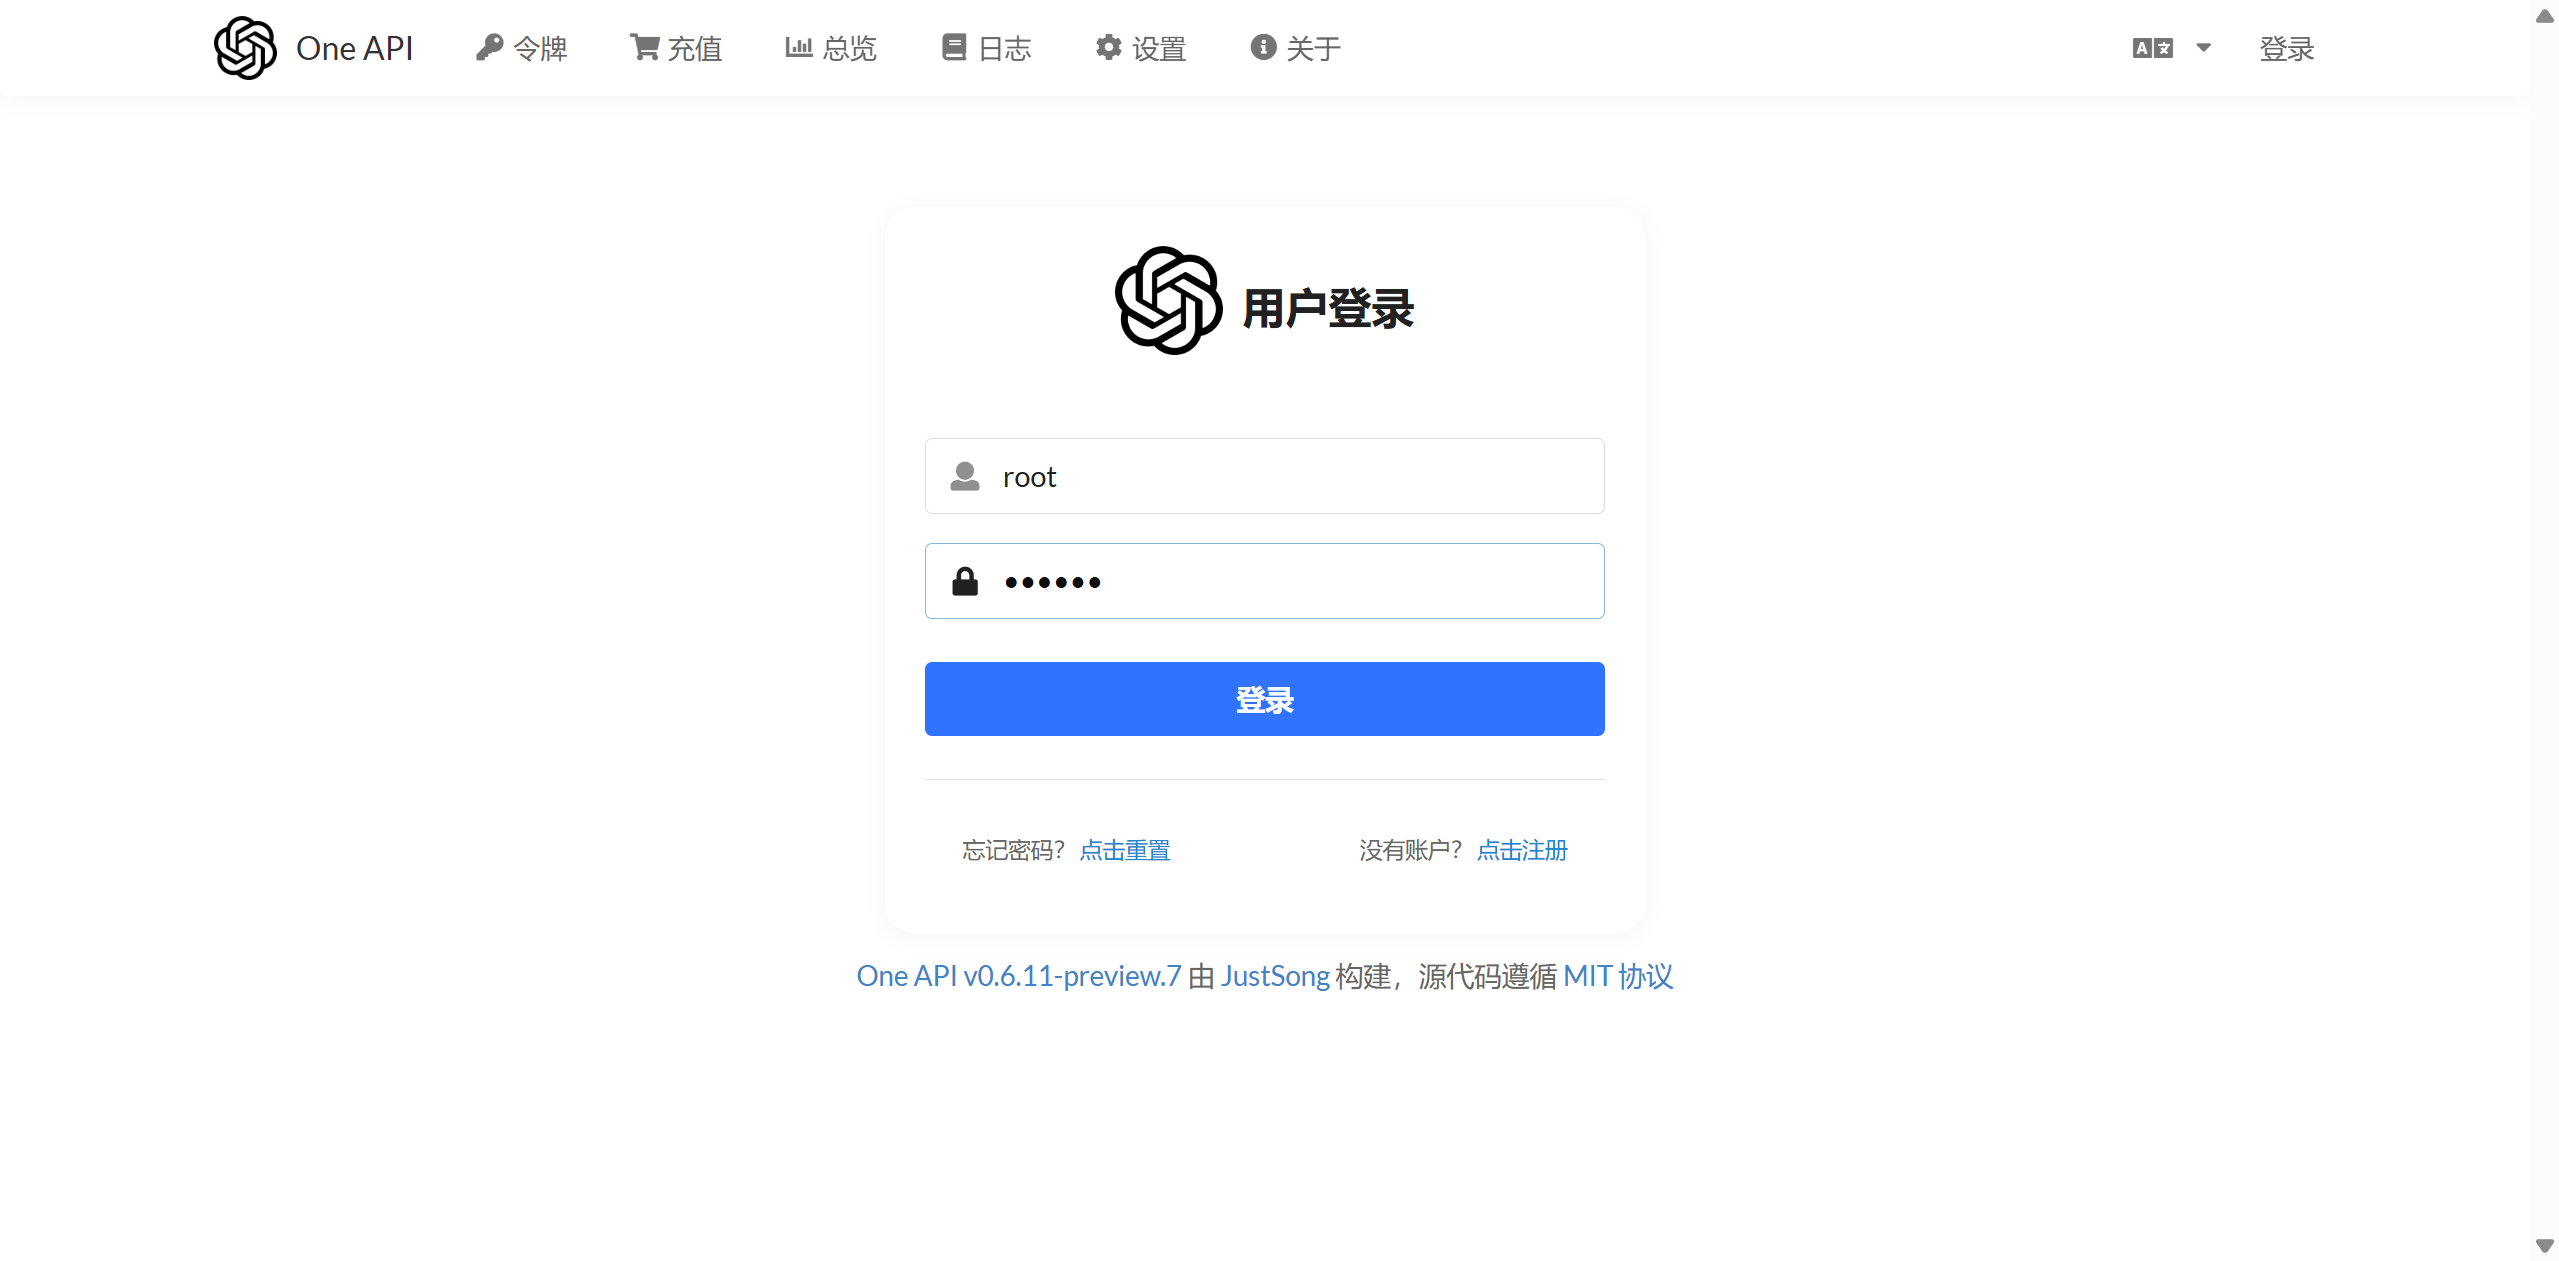 One API 令牌 充值 总览 日志 设置 关于 登录
用户登录
root
••••••
登录
忘记密码？ 点击重置 没有账户？ 点击注册
One API v0.6.11-preview.7 由 JustSong 构建，源代码遵循 MIT 协议